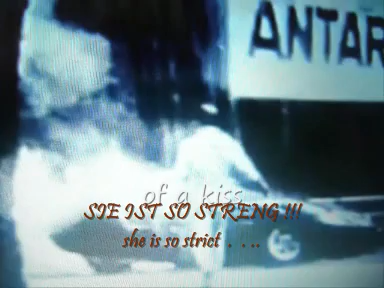 ANTAR
of a kiss
SIE IST SO STRENG !!!
she is so strict . . ..